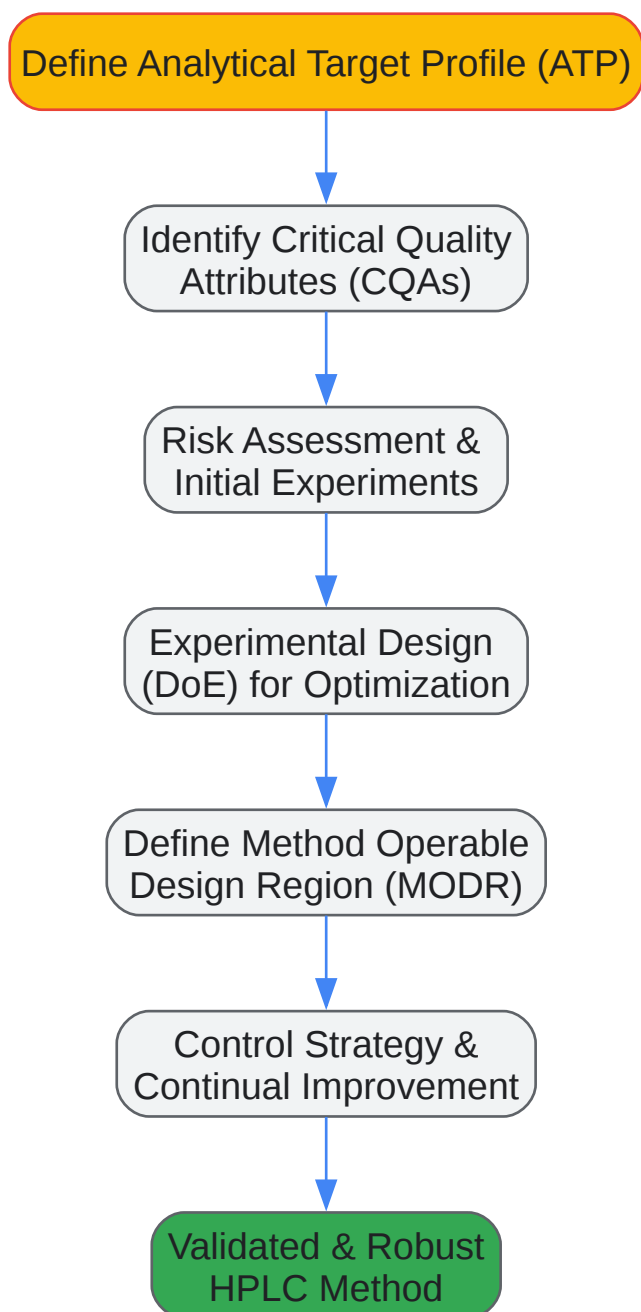 Define Analytical Target Profile (ATP)
Identify Critical Quality
Attributes (CQAs)
Risk Assessment &
Initial Experiments
Experimental Design
(DoE) for Optimization
Define Method Operable
Design Region (MODR)
Control Strategy &
Continual Improvement
Validated & Robust
HPLC Method